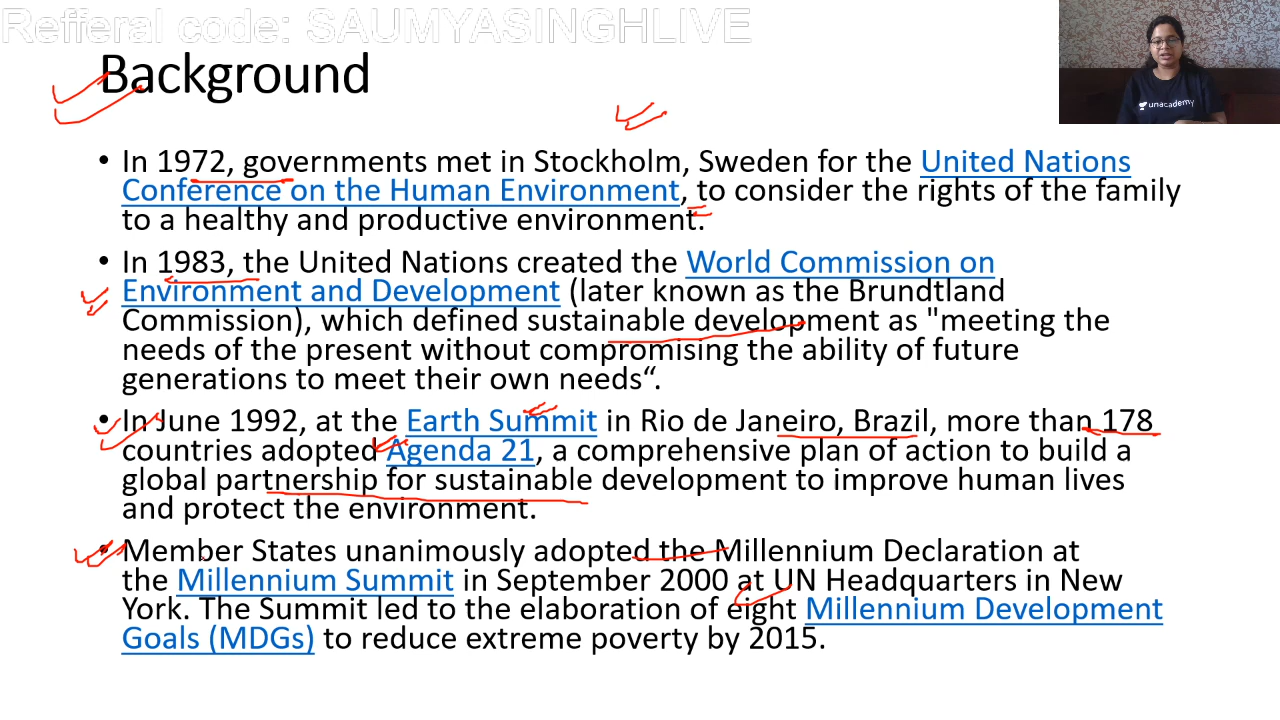 Refferal code: SAUMYASINGHLIVE
Background
unacademy
• In 1972, governments met in Stockholm, Sweden for the United Nations
Conference on the Human Environment, to consider the rights of the family
to a healthy and productive environment.
• In 1983, the United Nations created the World Commission on
Environment and Development (later known as the Brundtland
Commission), which defined sustainable development as "meeting the
needs of the present without compromising the ability of future
generations to meet their own needs“.
• In June 1992, at the Earth Summit in Rio de Janeiro, Brazil, more than 178
countries adopted Agenda 21, a comprehensive plan of action to build a
global partnership for sustainable development to improve human lives
and protect the environment.
• Member States unanimously adopted the Millennium Declaration at
the Millennium Summit in September 2000 at UN Headquarters in New
York. The Summit led to the elaboration of eight Millennium Development
Goals (MDGs) to reduce extreme poverty by 2015.